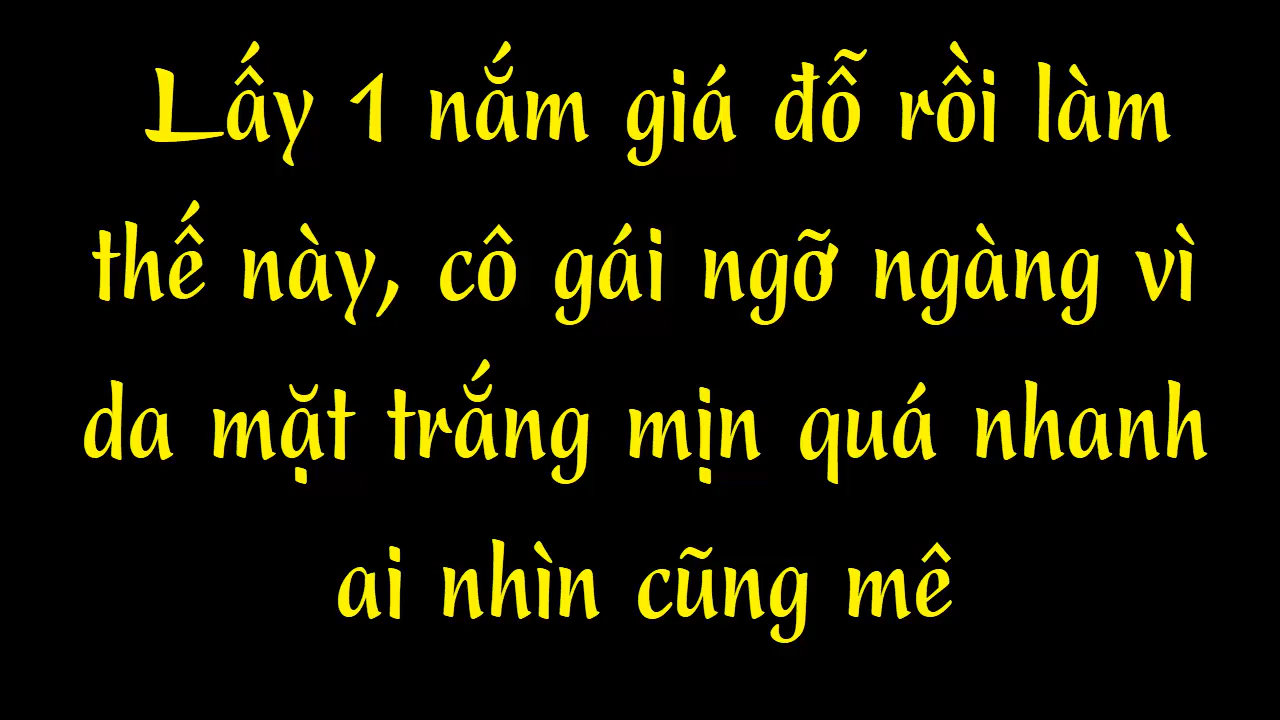 Lấy 1 nắm giá đỗ rồi làm
thế này, cô gái ngỡ ngàng vì
da mặt trắng mịn quá nhanh
ai nhìn cũng mê